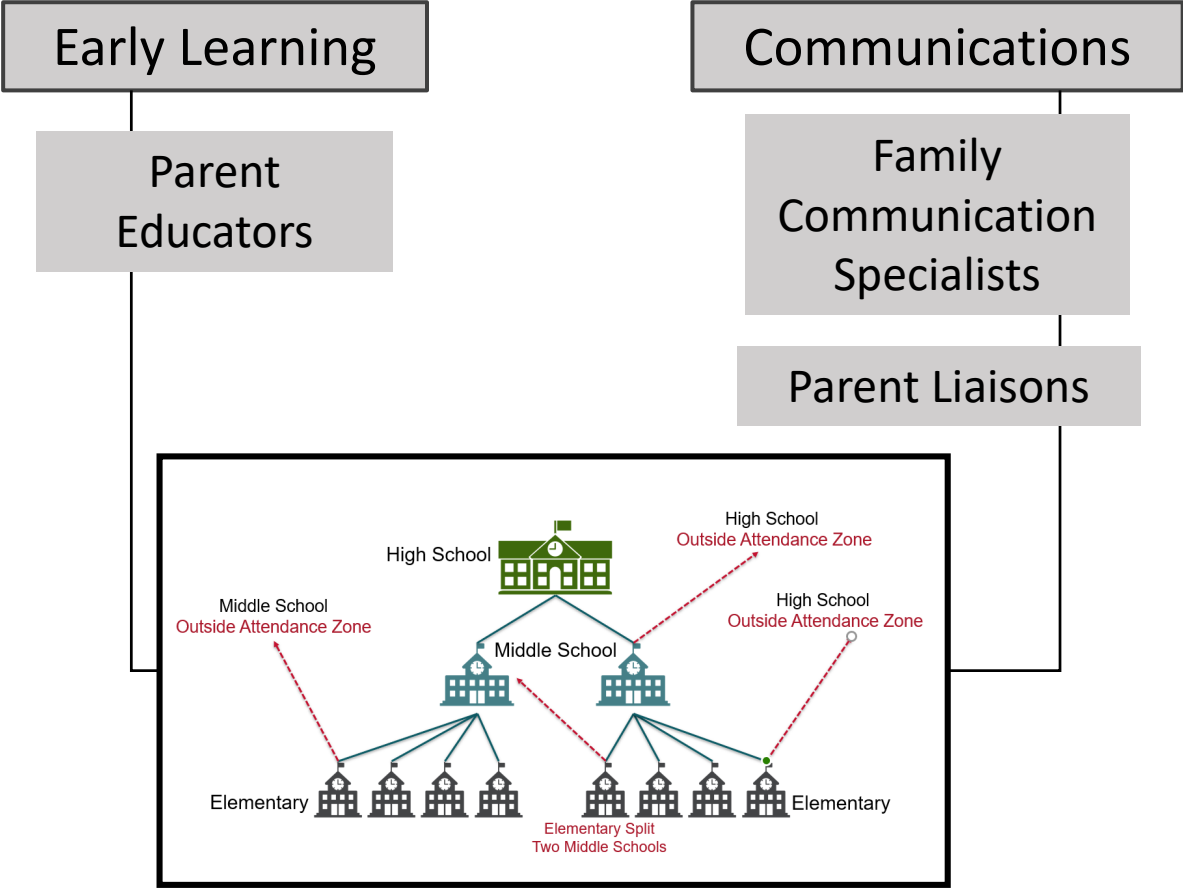 Early Learning
Communications
Parent
Educators
Family
Communication
Specialists
Parent Liaisons
High School
High School
Outside Attendance Zone
Middle School
Outside Attendance Zone
High School
Outside Attendance Zone
Middle School
Elementary
Elementary
Elementary Split
Two Middle Schools